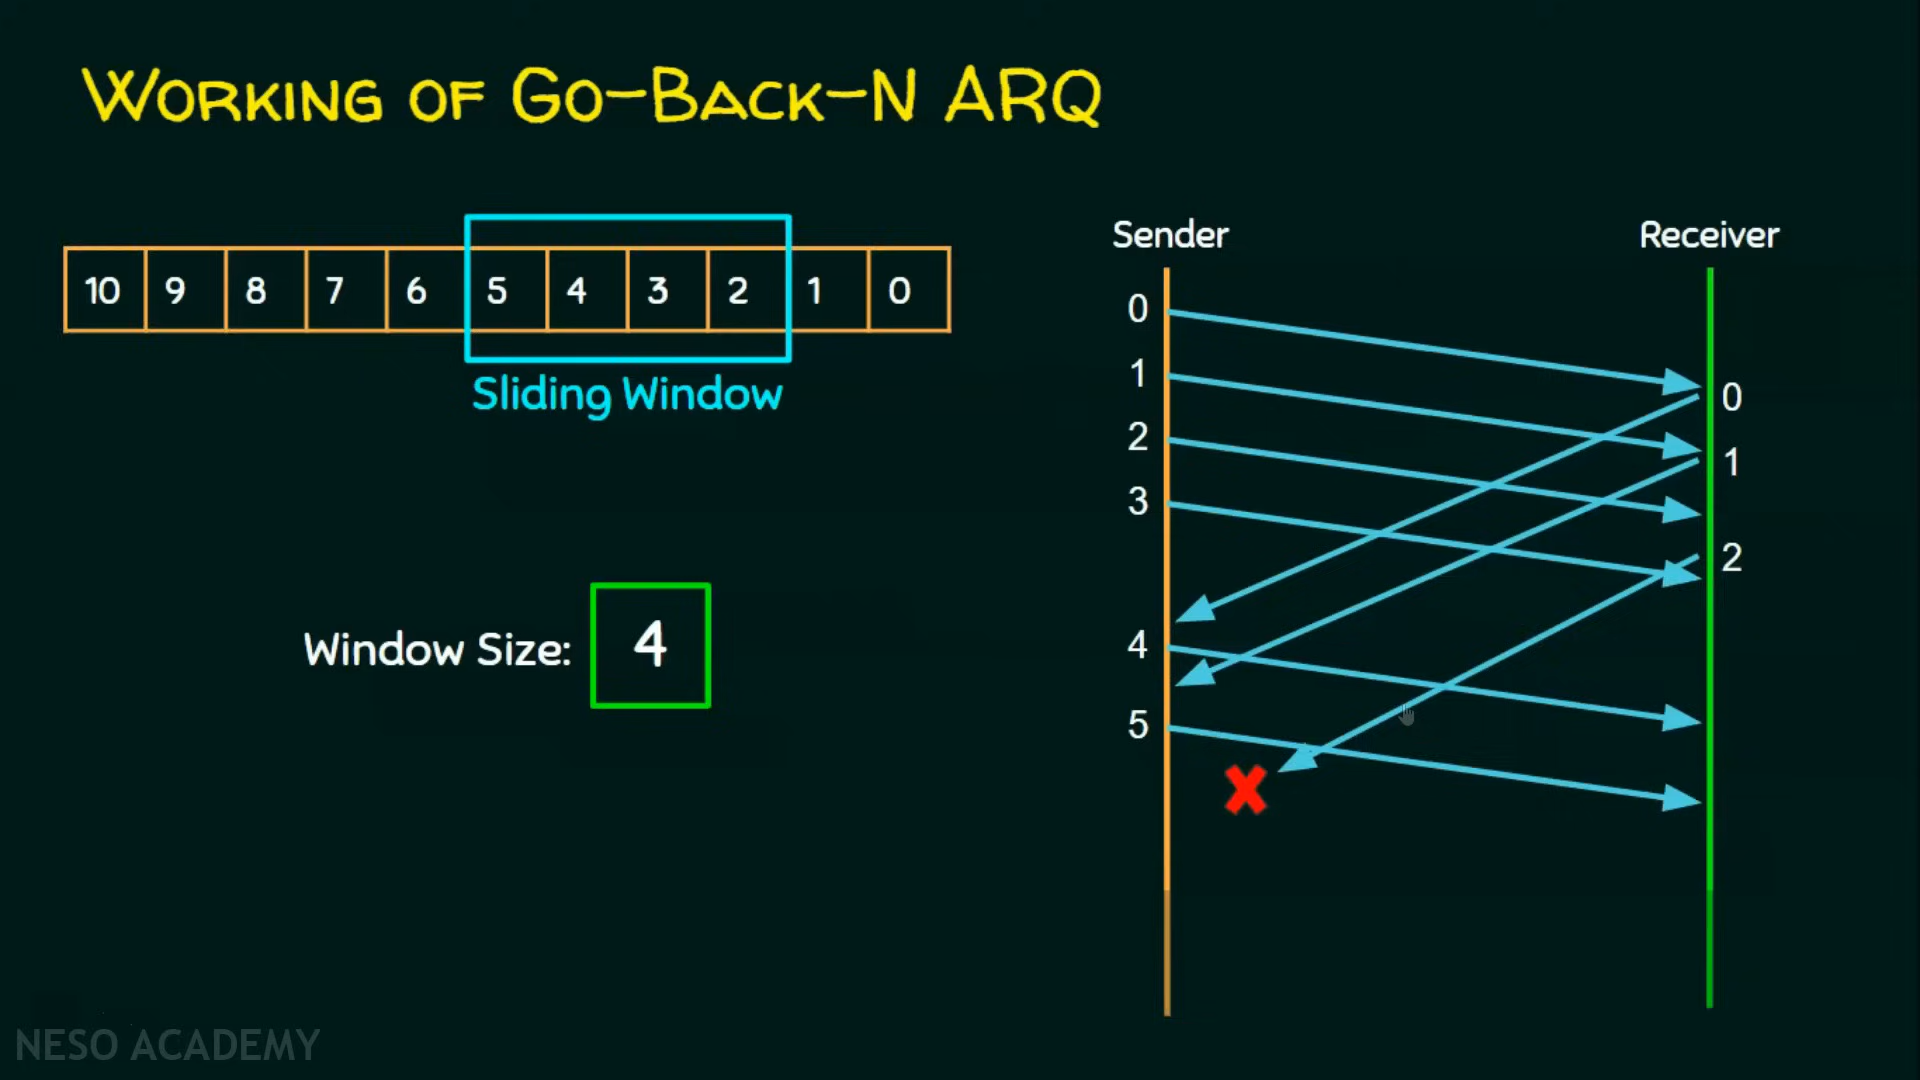 Working of Go-Back-N ARQ
10 9 8 7 6 5 4 3 2 1 0
Sliding Window
Window Size: 4
Sender Receiver
0
1
2
3
4
5
0
1
2
NESO ACADEMY